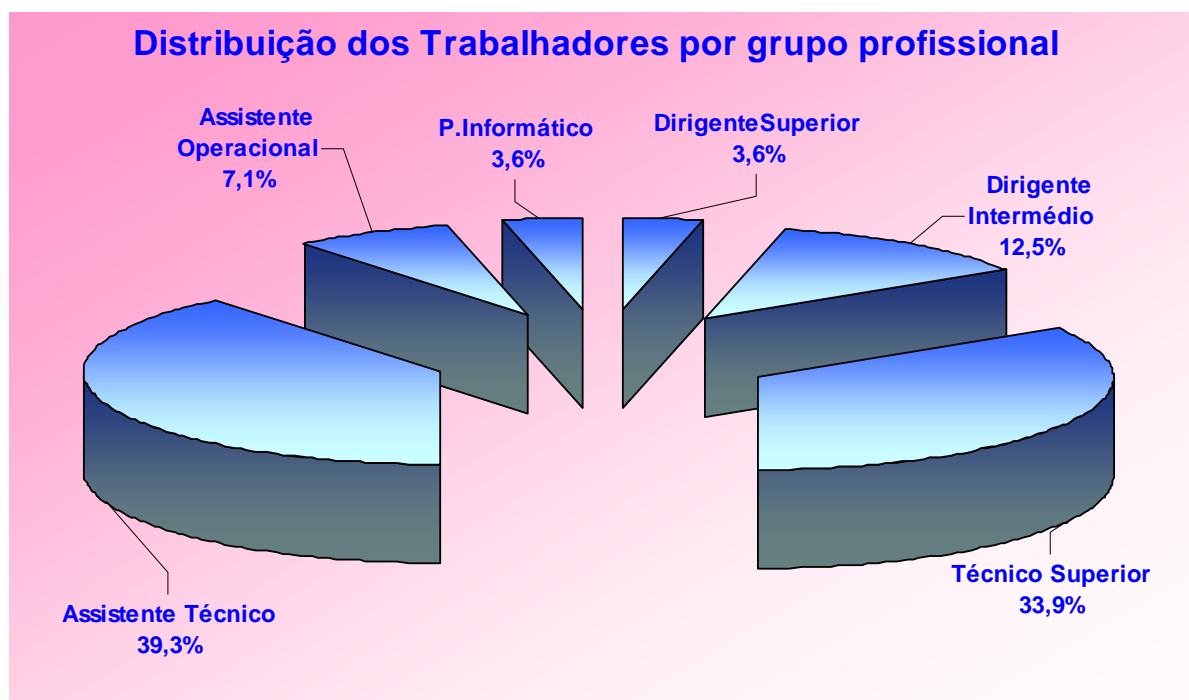 Distribuição dos Trabalhadores por grupo profissional
Assistente
Operacional
7,1%
P.Informático
3,6%
DirigenteSuperior
3,6%
Dirigente
Intermédio
12,5%
Técnico Superior
33,9%
Assistente Técnico
39,3%